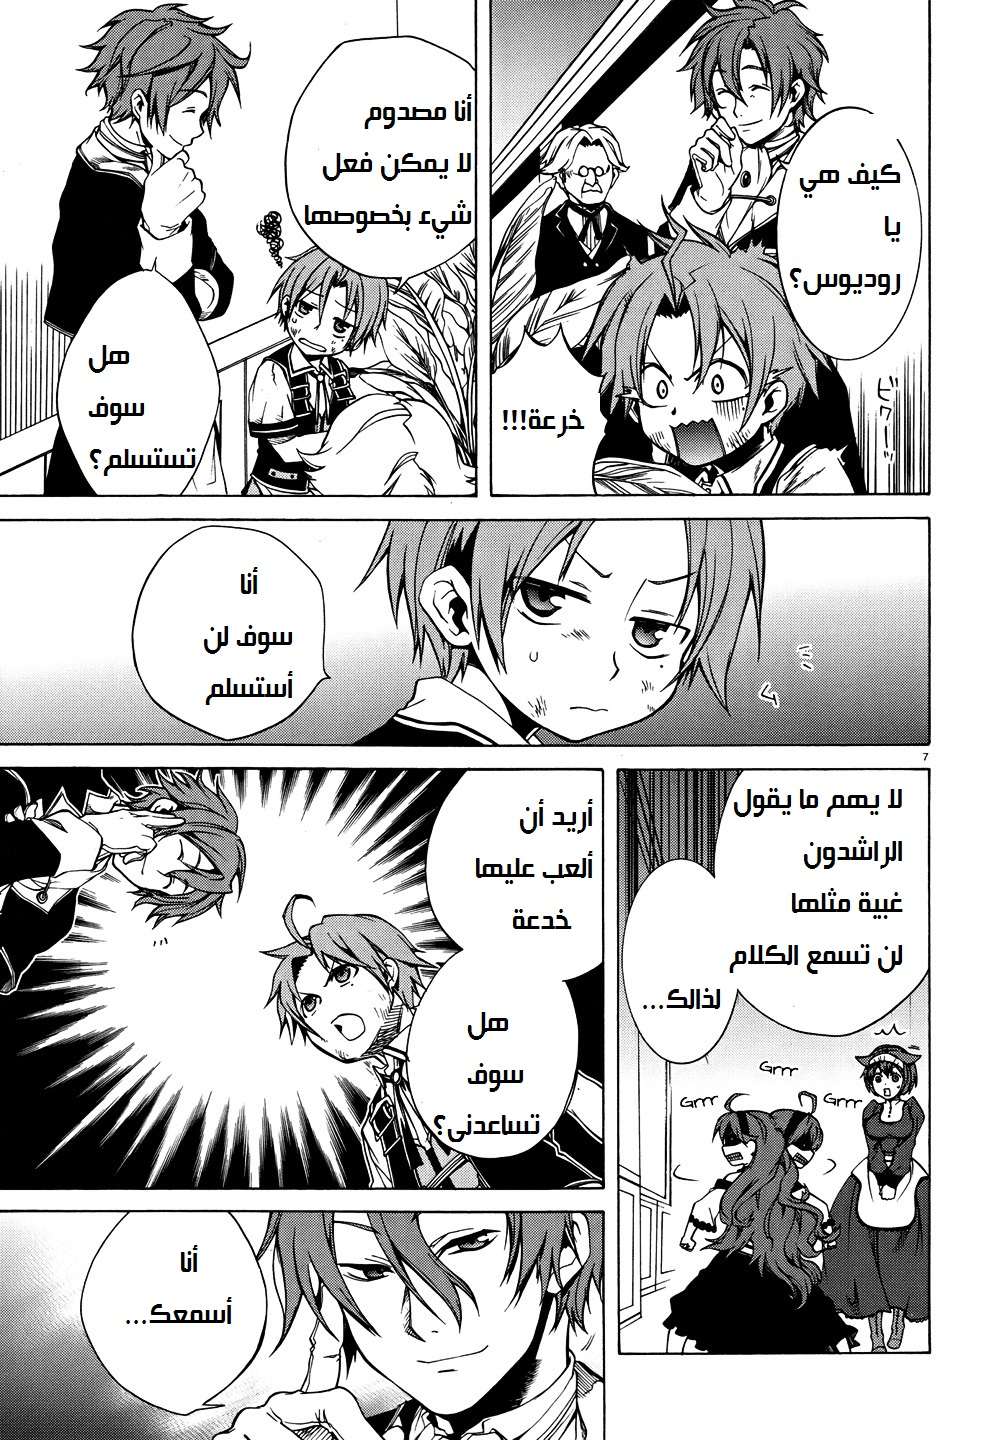 كيف هي
يا
روديوس؟
خرعة!!!
أنا مصدوم
لا يمكن فعل
شيء بخصوصها
هل
سوف
تستسلم؟
أنا
سوف لن
أستسلم
7
لا يهم ما يقول
الراشدون
غبية مثلها
لن تسمع الكلام
لذالك...
Grrr
Grrr
Grrr
أريد أن
ألعب عليها
خدعة
هل
سوف
تساعدنى؟
أنا
أسمعك...